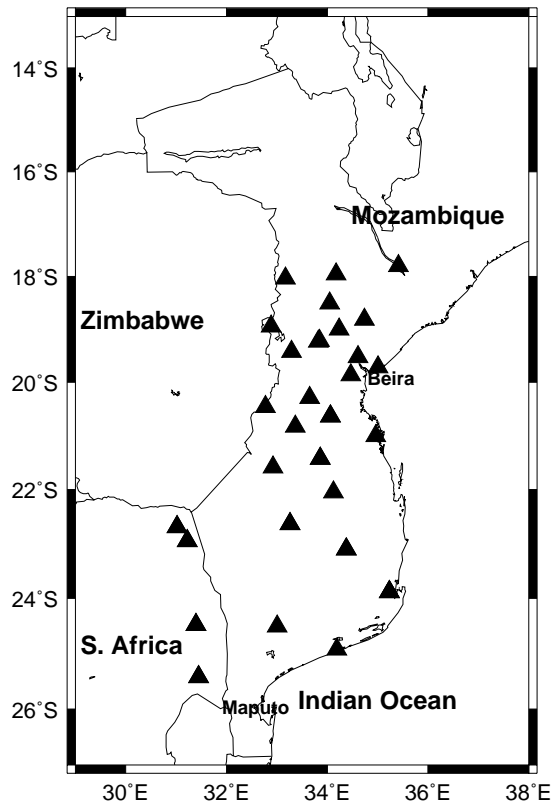 14°S
16°S
Mozambique
18°S
Zimbabwe
20°S
Beira
22°S
24°S
S. Africa
26°S
Maputo
Indian Ocean
30°E
32°E
34°E
36°E
38°E